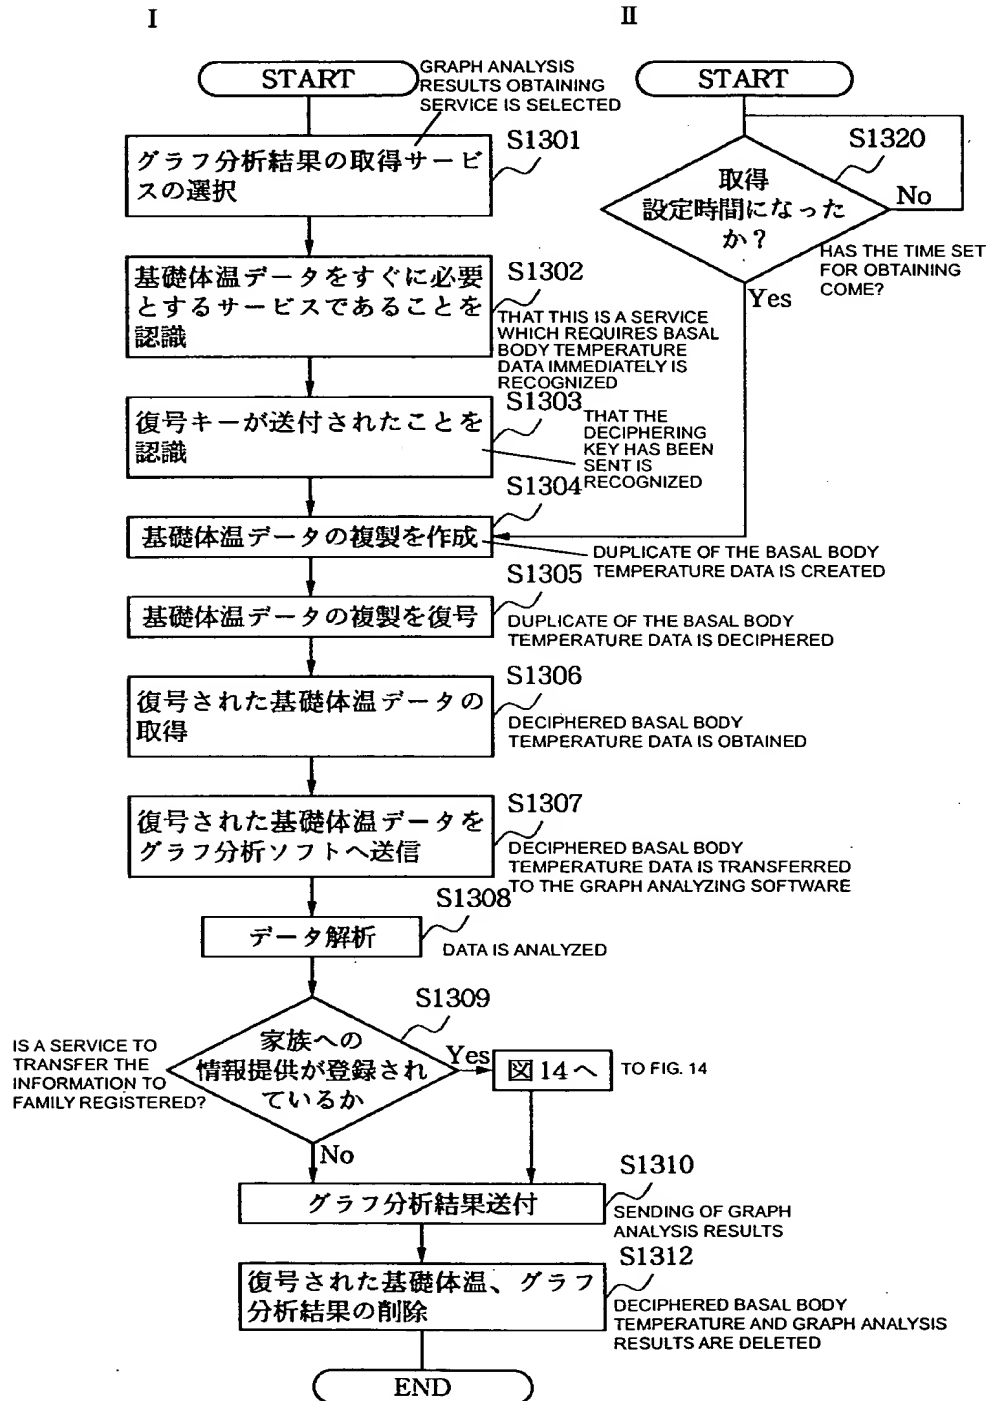 I
II
START
GRAPH ANALYSIS
RESULTS OBTAINING
SERVICE IS SELECTED
START
S1301
グラフ分析結果の取得サービ
スの選択
S1320
取得
設定時間になった
か？
No
HAS THE TIME SET
FOR OBTAINING
COME?
Yes
S1302
基礎体温データをすぐに必要
とするサービスであることを
認識
THAT THIS IS A SERVICE
WHICH REQUIRES BASAL
BODY TEMPERATURE
DATA IMMEDIATELY IS
RECOGNIZED
S1303
復号キーが送付されたことを
認識
THAT THE
DECIPHERING
KEY HAS BEEN
SENT IS
RECOGNIZED
S1304
基礎体温データの複製を作成
DUPLICATE OF THE BASAL BODY
TEMPERATURE DATA IS CREATED
S1305
基礎体温データの複製を復号
DUPLICATE OF THE BASAL BODY
TEMPERATURE DATA IS DECIPHERED
S1306
復号された基礎体温データの
取得
DECIPHERED BASAL BODY
TEMPERATURE DATA IS OBTAINED
S1307
復号された基礎体温データを
グラフ分析ソフトへ送信
DECIPHERED BASAL BODY
TEMPERATURE DATA IS TRANSFERRED
TO THE GRAPH ANALYZING SOFTWARE
S1308
データ解析
DATA IS ANALYZED
S1309
家族への
情報提供が登録され
ているか
IS A SERVICE TO
TRANSFER THE
INFORMATION TO
FAMILY REGISTERED?
Yes
図14へ
TO FIG. 14
No
S1310
グラフ分析結果送付
SENDING OF GRAPH
ANALYSIS RESULTS
S1312
復号された基礎体温、グラフ
分析結果の削除
DECIPHERED BASAL BODY
TEMPERATURE AND GRAPH ANALYSIS
RESULTS ARE DELETED
END